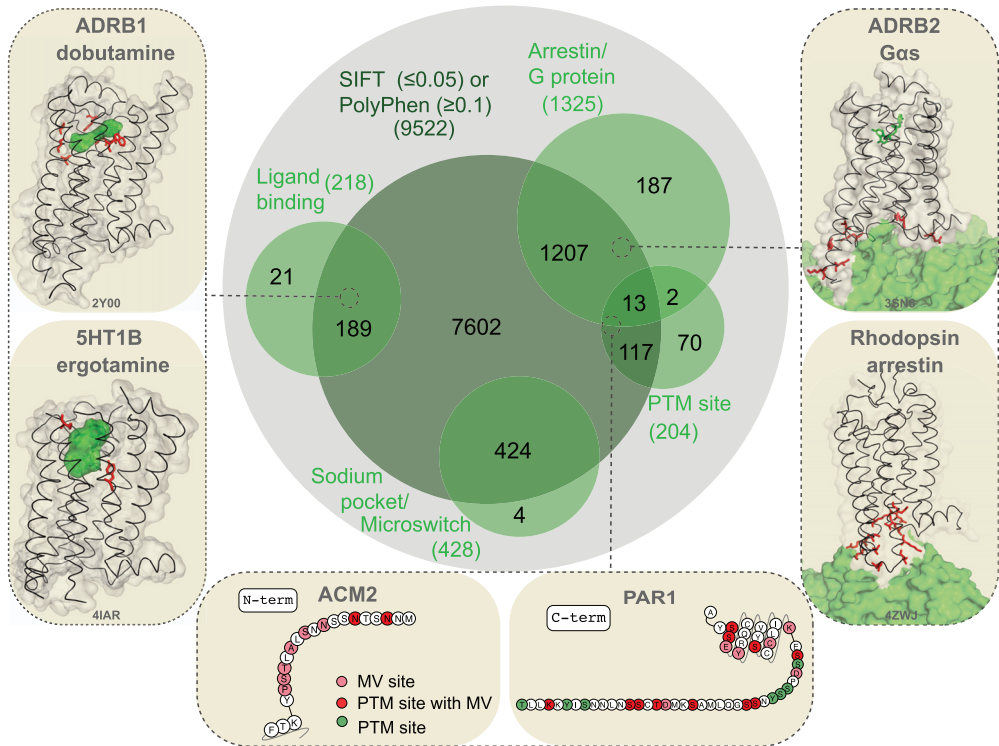 ADRB1
dobutamine
2Y00
5HT1B
ergotamine
4IAR
SIFT (≤0.05) or
PolyPhen (≥0.1)
(9522)
Arrestin/
G protein
(1325)
Ligand (218)
binding
187
1207
21
189
7602
13
2
117
70
PTM site
(204)
424
4
Sodium
pocket/
Microswitch
(428)
ADRB2
Gαs
3SN6
Rhodopsin
arrestin
4ZWJ
N-term
ACM2
MV site
PTM site with MV
PTM site
C-term
PAR1